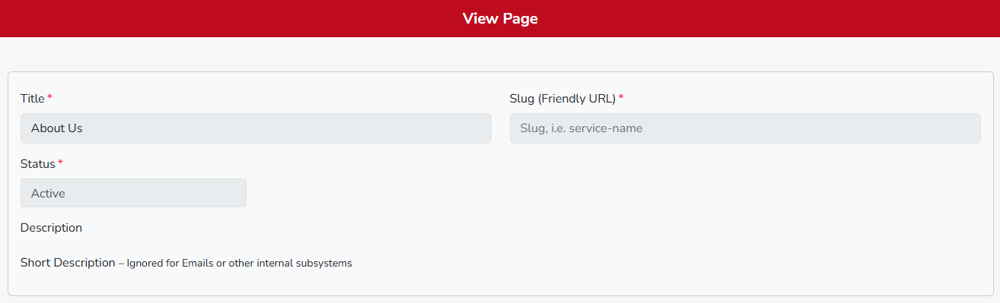 View Page
Title *
Slug (Friendly URL) *
About Us
Slug, i.e. service-name
Status *
Active
Description
Short Description – Ignored for Emails or other internal subsystems